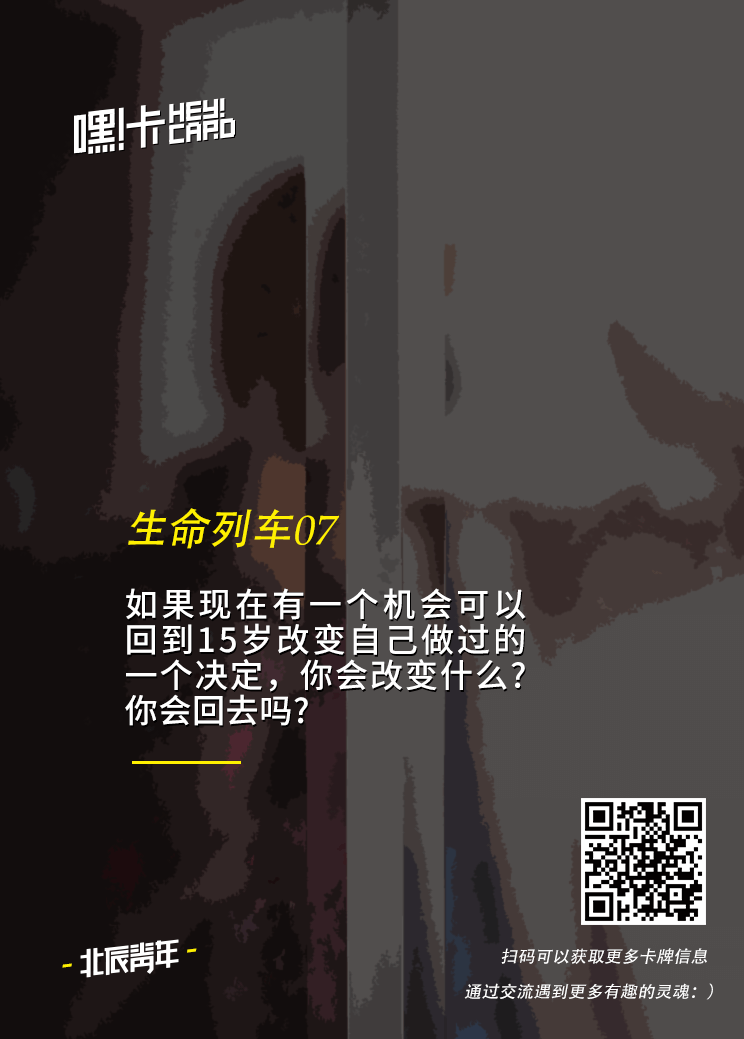 嘿!卡 HEY! CARD
生命列车07
如果现在有一个机会可以
回到15岁改变自己做过的
一个决定，你会改变什么?
你会回去吗?
扫码可以获取更多卡牌信息
- 北辰青年 -
通过交流遇到更多有趣的灵魂：）